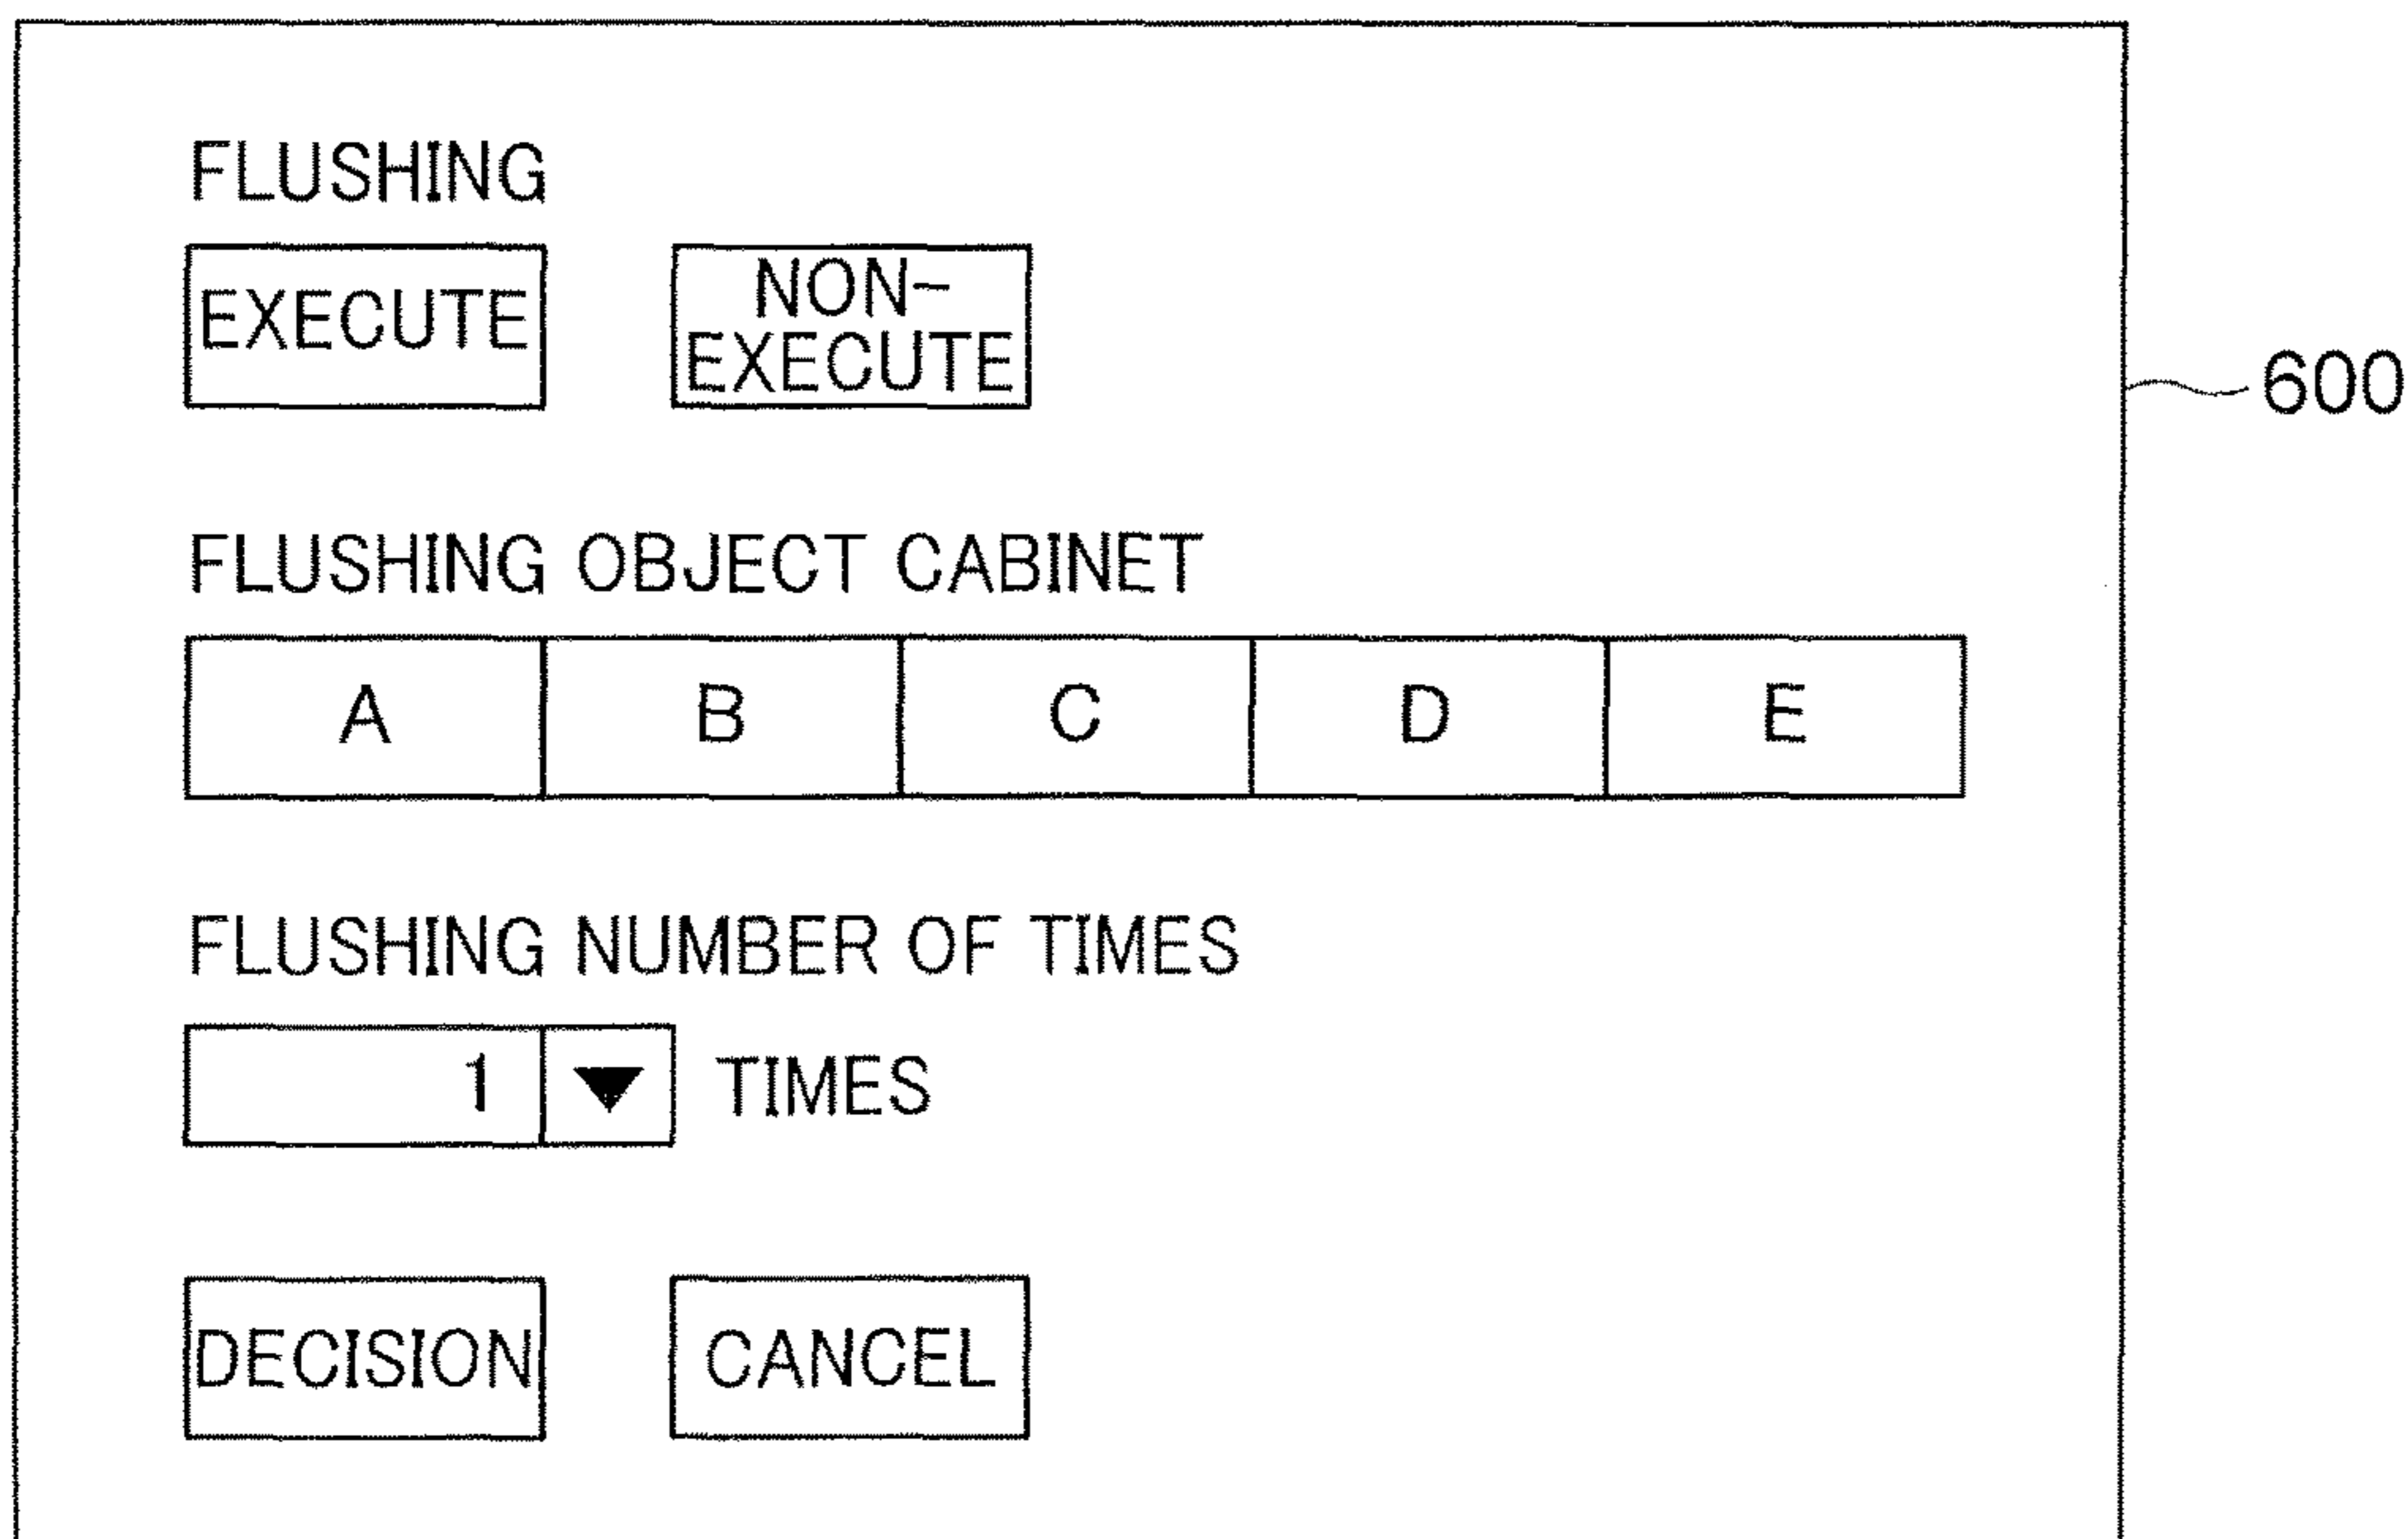 FLUSHING
EXECUTE
NON-
EXECUTE
600
FLUSHING OBJECT CABINET
A B C D E
FLUSHING NUMBER OF TIMES
1 ▼ TIMES
DECISION CANCEL